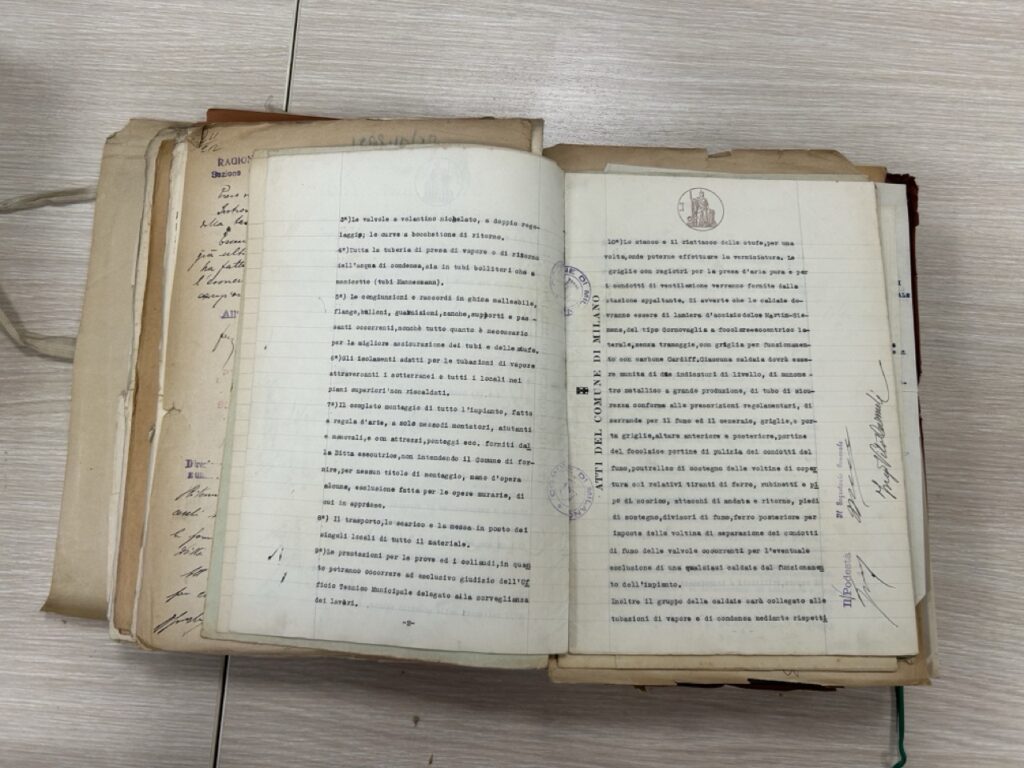 RAGION
Sezione
3°)Le valvole a volantino nichelato, a doppio rego-
laggio; le curve a bocchettone di ritorno.
4°)Tutta la tuberia di presa di vapore o di ritorno
dell'acqua di condensa, sia in tubi bollitori che a
manicotto (tubi Mannesmann).
5°) Le congiunzioni e raccordi in ghisa malleabile,
flange, bulloni, guarnizioni, zanche, supporti e pas-
santi occorrenti, nonchè tutto quanto è necessario
per la migliore assicurazione dei tubi e delle stufe.
6°)Gli isolamenti adatti per le tubazioni di vapore
attraversanti i sotterranei e tutti i locali nei
piani superiori non riscaldati.
7°)Il completo montaggio di tutto l'impianto, fatto
a regola d'arte, a mezzo di montatori, aiutanti
e manovali, e con attrezzi, ponteggi ecc. forniti dal
la Ditta esecutrice, non intendendo il Comune di for-
nire, per nessun titolo di montaggio, mano d'opera
alcuna, esclusione fatta per le opere murarie, di
cui in appresso.
8°) Il trasporto, lo scarico e la messa in posto dei
singoli locali di tutto il materiale.
9°)Le prestazioni per le prove ed i collaudi, in quan
to potranno occorrere ad esclusivo giudizio dell'Uf
ficio Tecnico Municipale delegato alla sorveglianza
dei lavori.
-2-
ATTI DEL COMUNE DI MILANO
10°)Lo stacco e il riattacco delle stufe, per una
volta, onde poterne effettuare la verniciatura. Le
griglie con registri per la presa d'aria pura e per
i condotti di ventilazione verranno fornite dalla
stazione appaltante. Si avverte che le caldaie do-
vranno essere di lamiera d'acciaio dolce Martin-Sie-
mens, del tipo Cornovaglia a focolare eccentrico la-
terale, senza tramoggie, con griglia per funzionamen-
to con carbone Cardiff. Ciascuna caldaia dovrà esse-
re munita di due indicatori di livello, di manome-
tro metallico a grande produzione, di tubo di sicu-
rezza conforme alle prescrizioni regolamentari, di
serrande per il fumo ed il cenerario, griglie, e por
ta griglie, altare anteriore e posteriore, portine
del focolaio e portine di pulizia dei condotti del
fumo, poutrelles di sostegno delle voltine di coper
tura coi relativi tiranti di ferro, rubinetti e ri
po di scarico, attacchi di andata e ritorno, piedi
di sostegno, divisori di fumo, ferro posteriore per
imposta della voltina di separazione dei condotti
di fumo delle valvole occorrenti per l'eventuale
esclusione di una qualsiasi caldaia dal funzionamen
to dell'impianto.
Inoltre il gruppo delle caldaie sarà collegato alle
tubazioni di vapore e di condensa mediante rispetti
Il Podestà
Il Segretario Generale